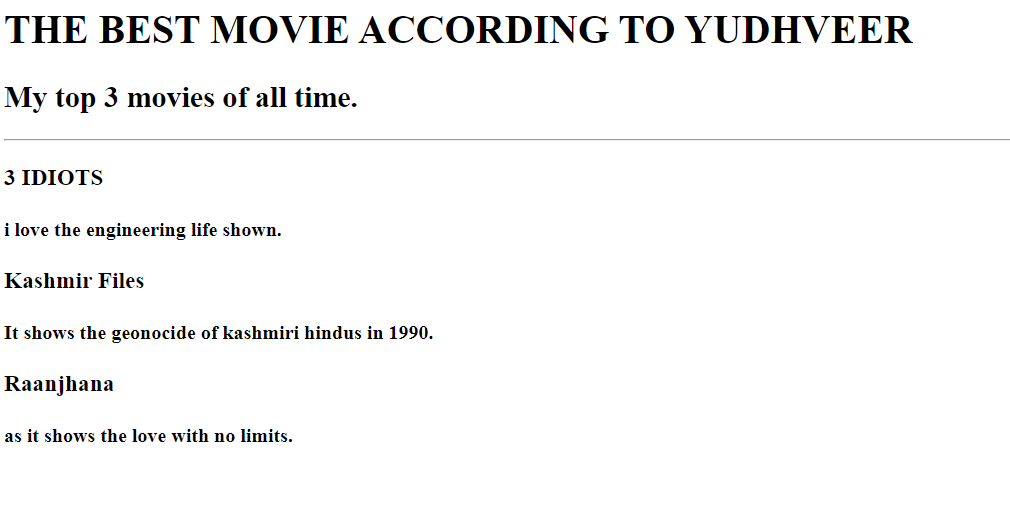 THE BEST MOVIE ACCORDING TO YUDHVEER
My top 3 movies of all time.
3 IDIOTS
i love the engineering life shown.
Kashmir Files
It shows the geonocide of kashmiri hindus in 1990.
Raanjhana
as it shows the love with no limits.